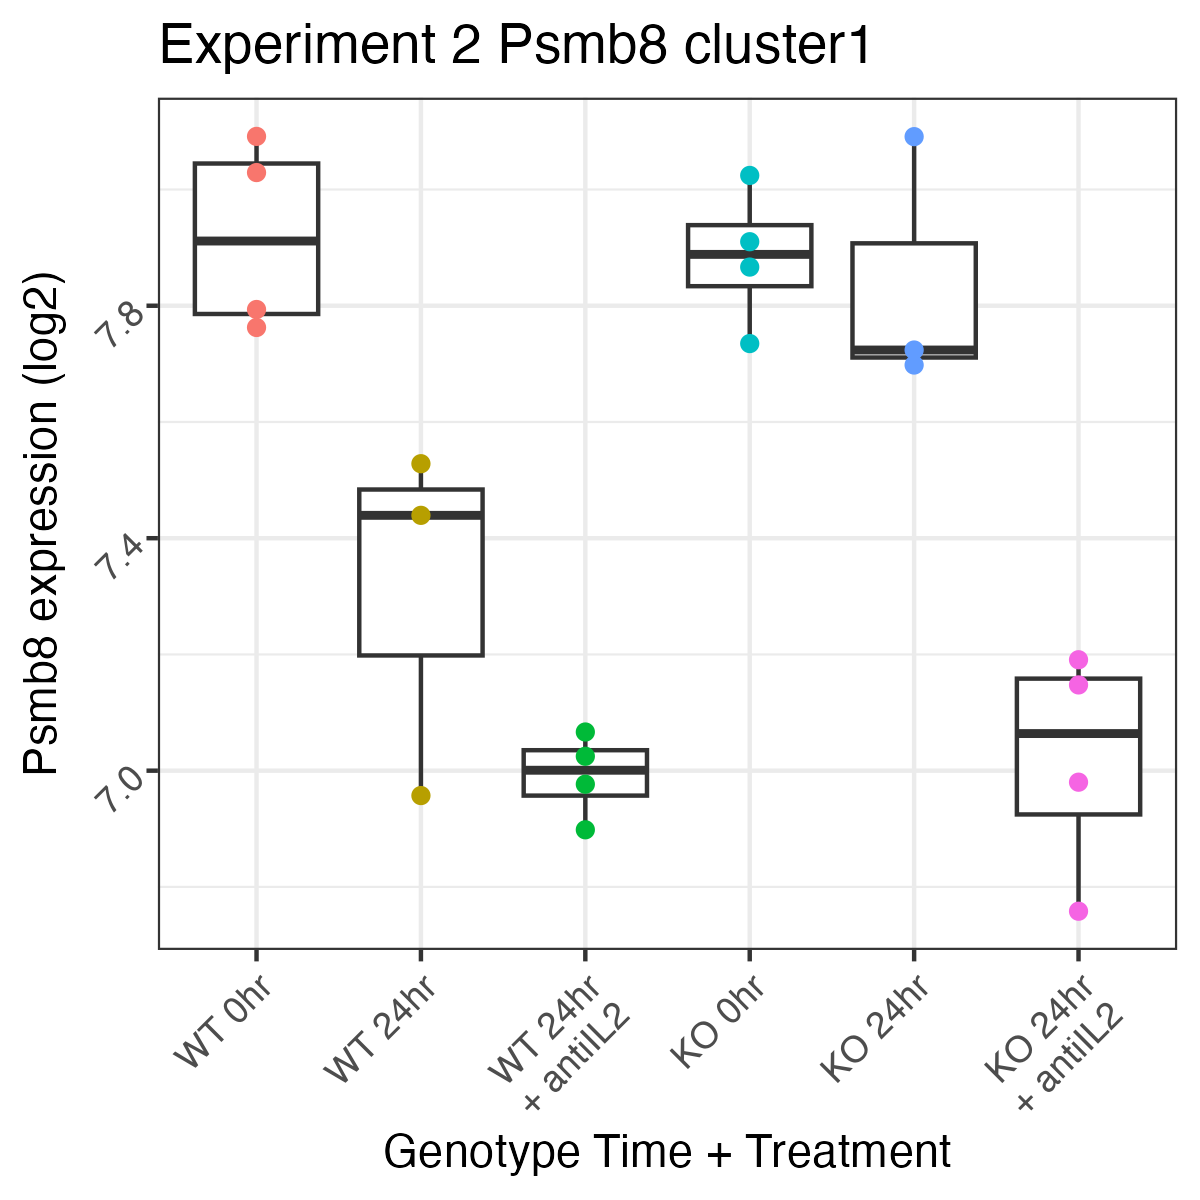 Experiment 2 Psmb8 cluster1
Psmb8 expression (log2)
7.8
7.4
7.0
WT 0hr
WT 24hr
WT 24hr
+ antiIL2
KO 0hr
KO 24hr
KO 24hr
+ antiIL2
Genotype Time + Treatment